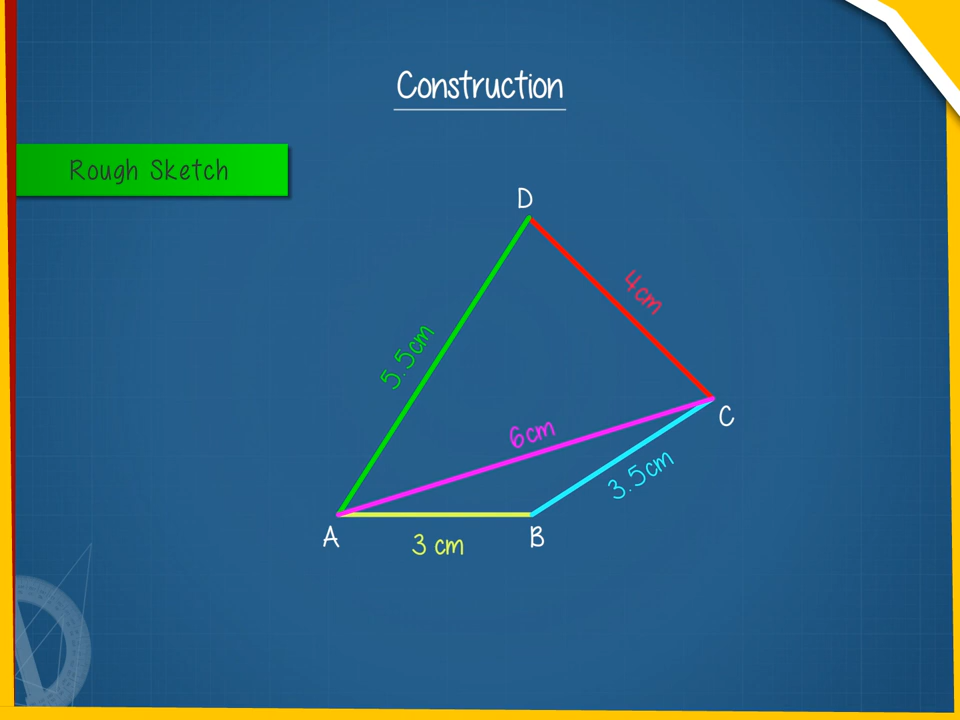 Construction
Rough Sketch
D
4cm
5.5cm
6cm
C
3.5cm
A
B
3 cm